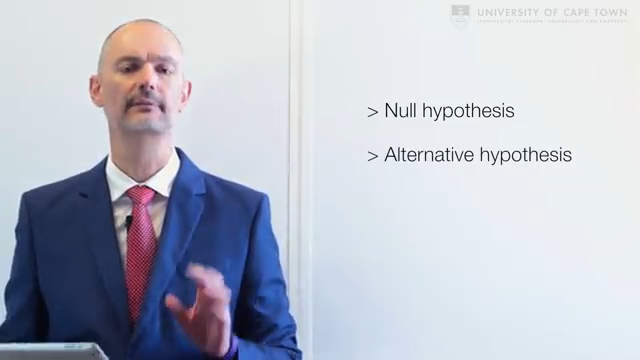 UNIVERSITY OF CAPE TOWN
> Null hypothesis
> Alternative hypothesis